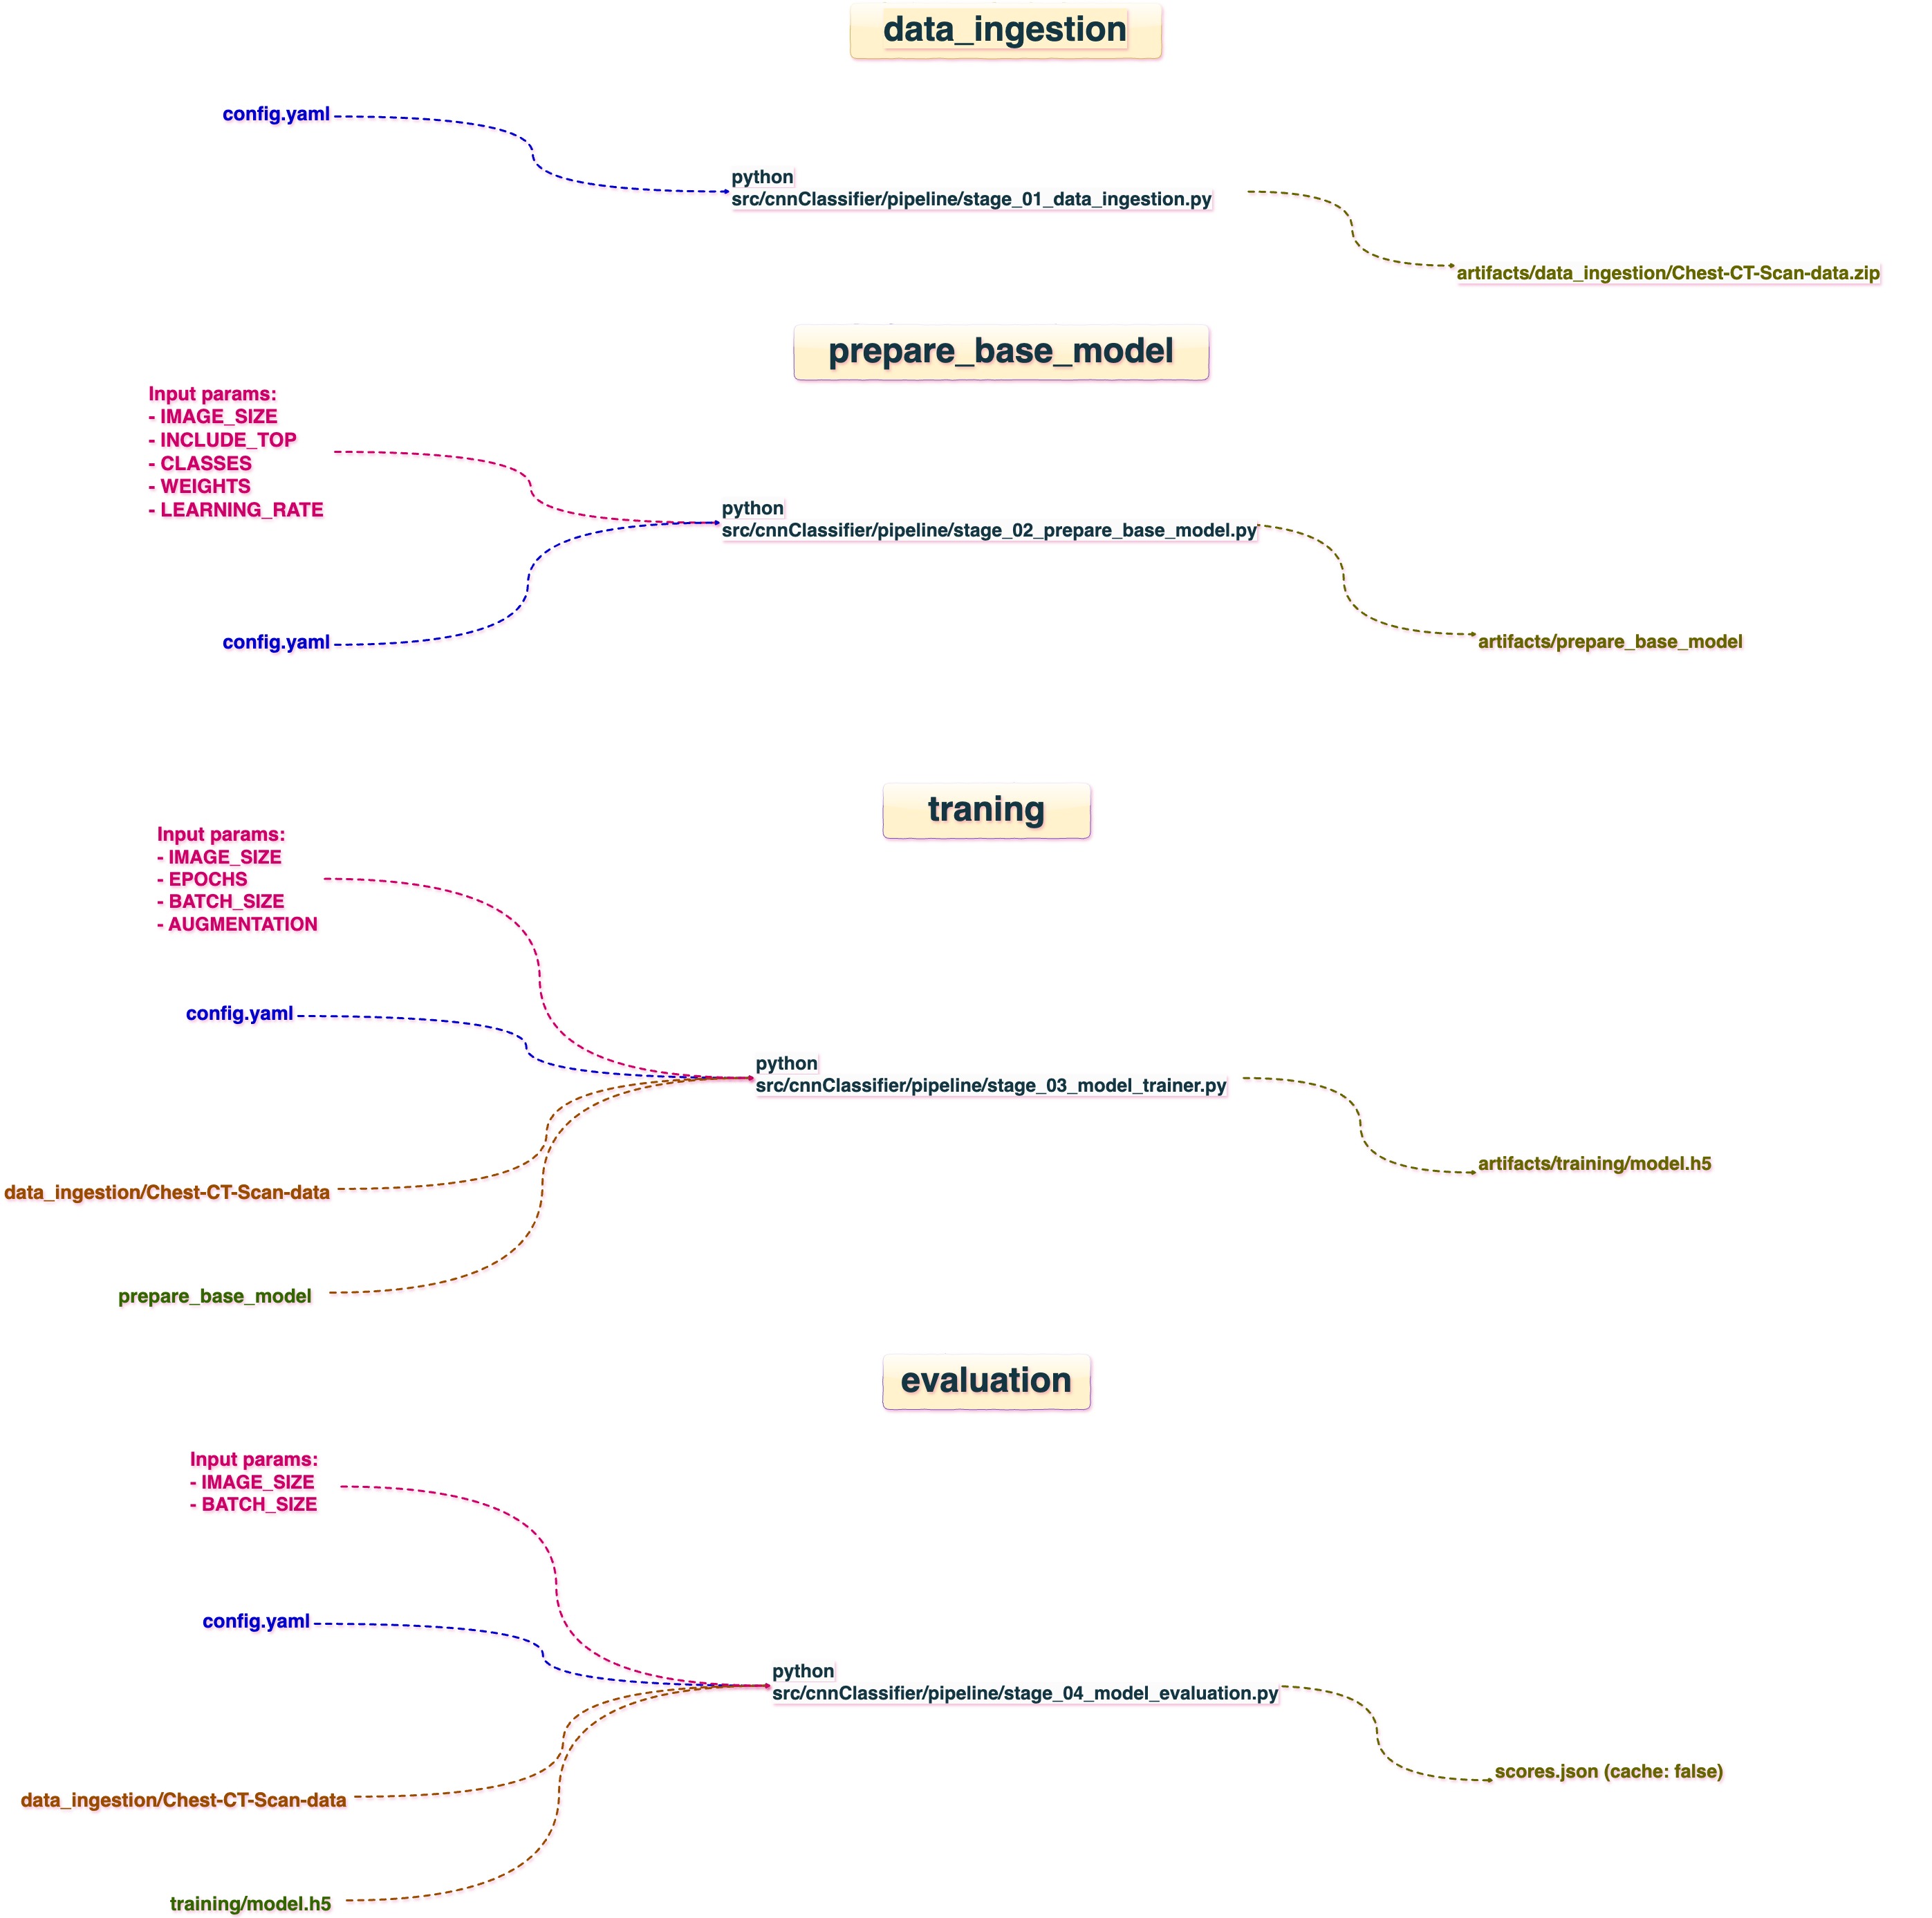 data_ingestion
config.yaml
python
src/cnnClassifier/pipeline/stage_01_data_ingestion.py
artifacts/data_ingestion/Chest-CT-Scan-data.zip
prepare_base_model
Input params:
- IMAGE_SIZE
- INCLUDE_TOP
- CLASSES
- WEIGHTS
- LEARNING_RATE
python
src/cnnClassifier/pipeline/stage_02_prepare_base_model.py
config.yaml
artifacts/prepare_base_model
traning
Input params:
- IMAGE_SIZE
- EPOCHS
- BATCH_SIZE
- AUGMENTATION
config.yaml
python
src/cnnClassifier/pipeline/stage_03_model_trainer.py
artifacts/training/model.h5
data_ingestion/Chest-CT-Scan-data
prepare_base_model
evaluation
Input params:
- IMAGE_SIZE
- BATCH_SIZE
config.yaml
python
src/cnnClassifier/pipeline/stage_04_model_evaluation.py
scores.json (cache: false)
data_ingestion/Chest-CT-Scan-data
training/model.h5